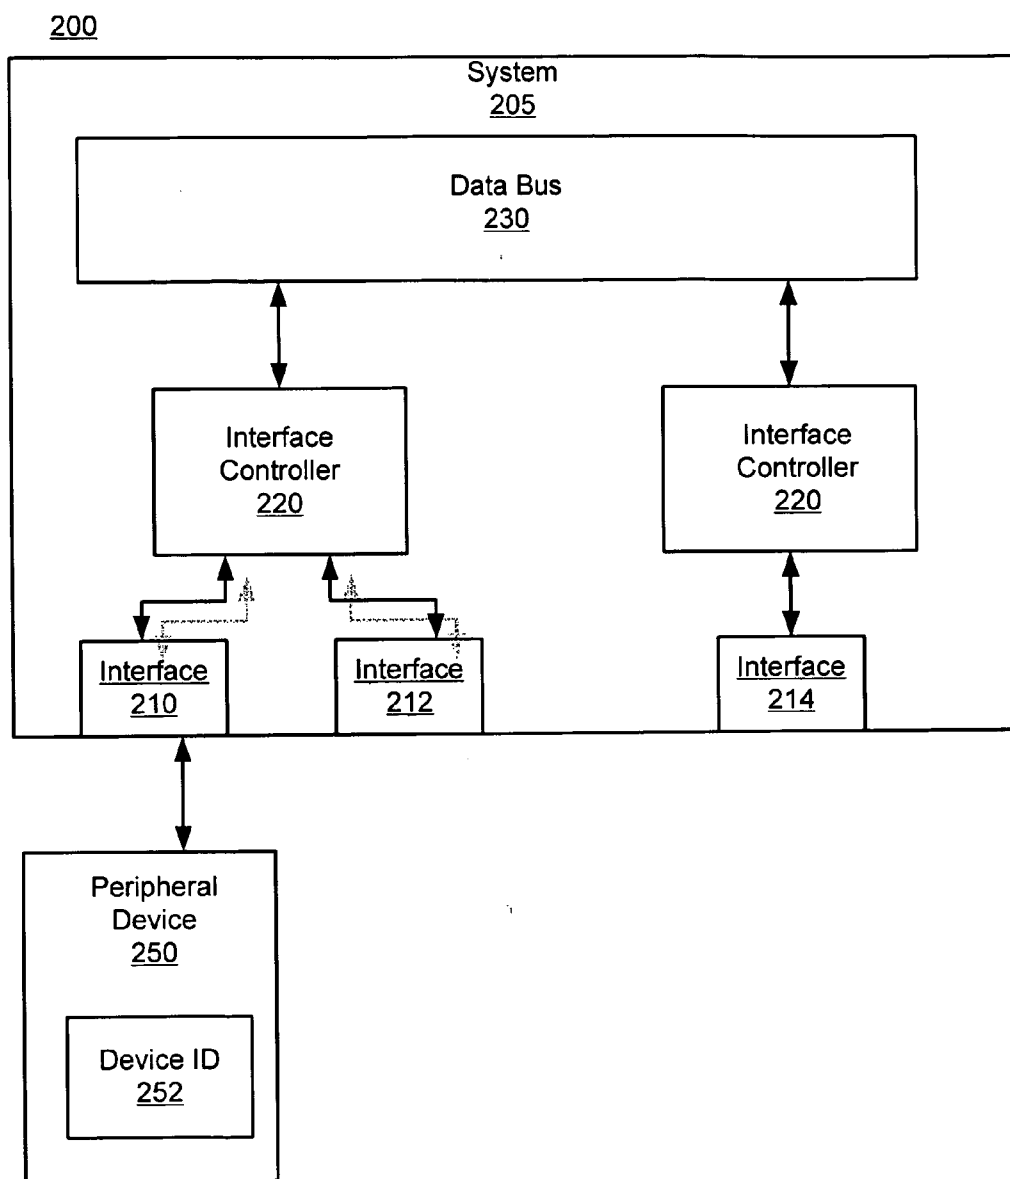 200
System
205
Data Bus
230
Interface
Controller
220
Interface
Controller
220
Interface
210
Interface
212
Interface
214
Peripheral
Device
250
Device ID
252